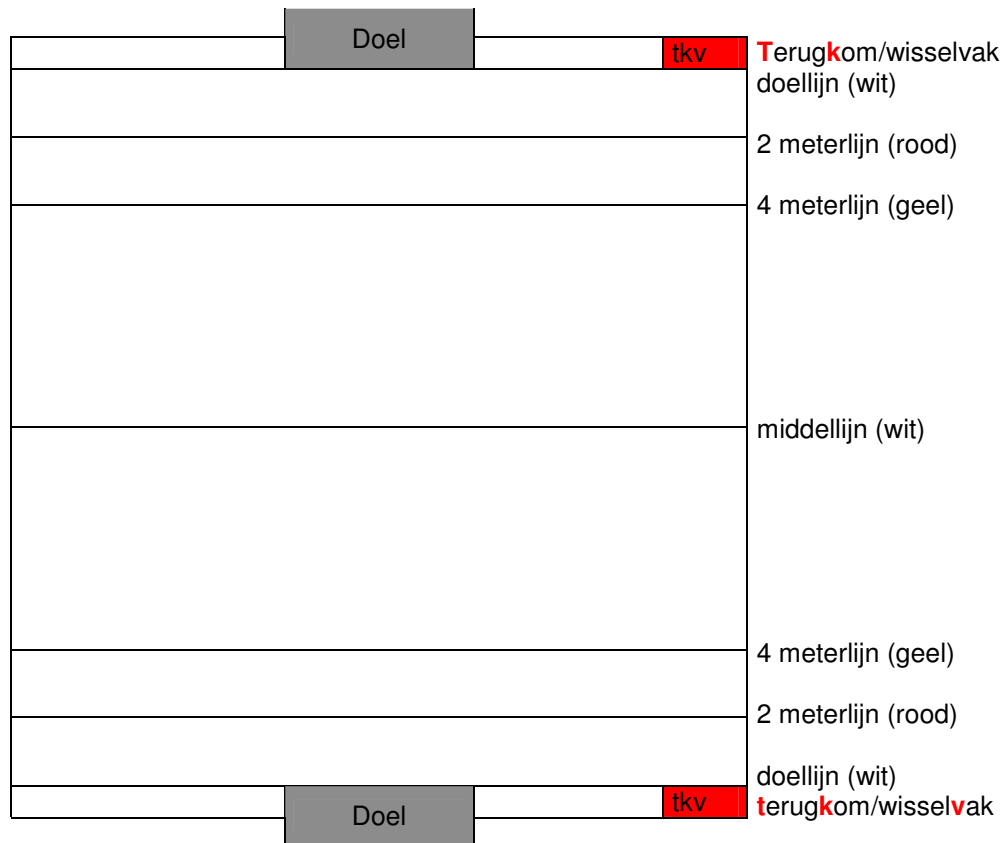 Doel
tkv Terugkom/wisselvak
doellijn (wit)
2 meterlijn (rood)
4 meterlijn (geel)
middellijn (wit)
4 meterlijn (geel)
2 meterlijn (rood)
doellijn (wit)
tkv terugkom/wisselvak
Doel